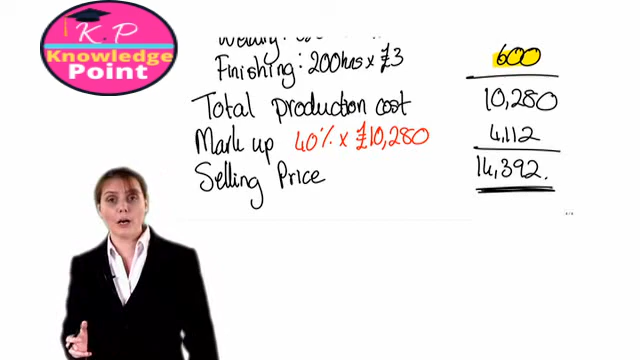 K.P
Knowledge
Point
Finishing: 200hrs x £3 600
Total production cost 10,280
Mark up 40% x £10,280 4,112
Selling Price 14,392.